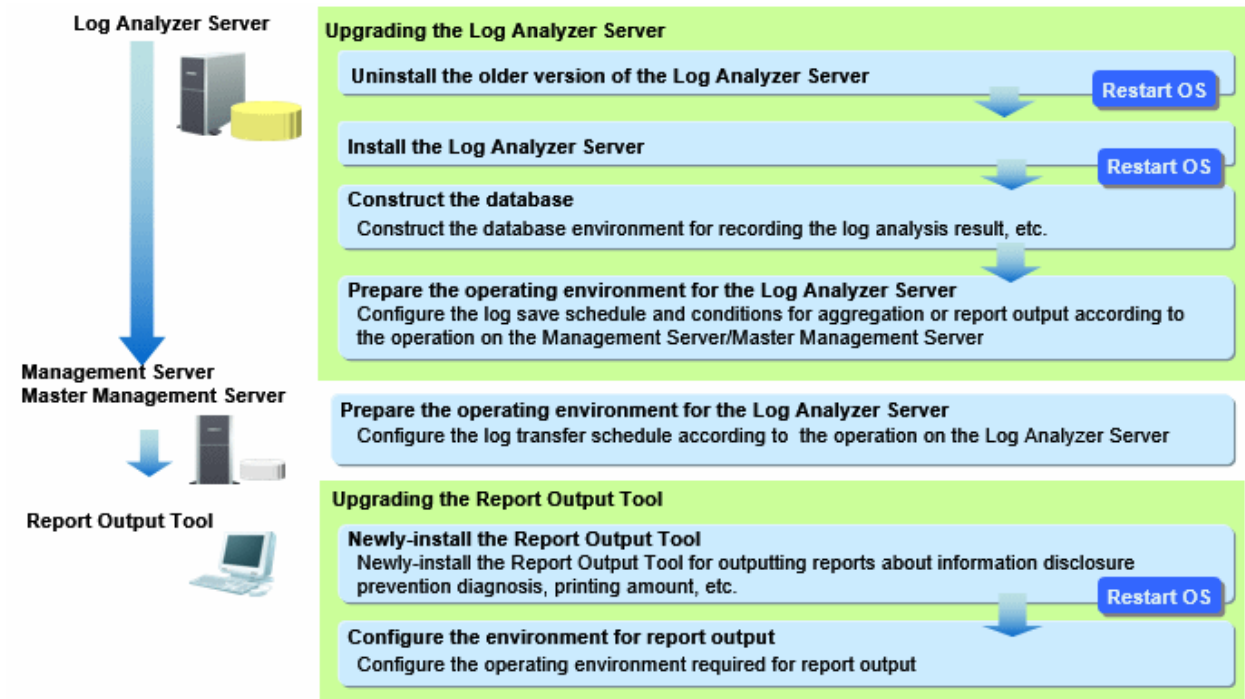 Log Analyzer Server
Upgrading the Log Analyzer Server
Uninstall the older version of the Log Analyzer Server
Restart OS
Install the Log Analyzer Server
Restart OS
Construct the database
Construct the database environment for recording the log analysis result, etc.
Prepare the operating environment for the Log Analyzer Server
Configure the log save schedule and conditions for aggregation or report output according to
the operation on the Management Server/Master Management Server
Management Server
Master Management Server
Prepare the operating environment for the Log Analyzer Server
Configure the log transfer schedule according to the operation on the Log Analyzer Server
Report Output Tool
Upgrading the Report Output Tool
Newly-install the Report Output Tool
Newly-install the Report Output Tool for outputting reports about information disclosure
prevention diagnosis, printing amount, etc.
Restart OS
Configure the environment for report output
Configure the operating environment required for report output